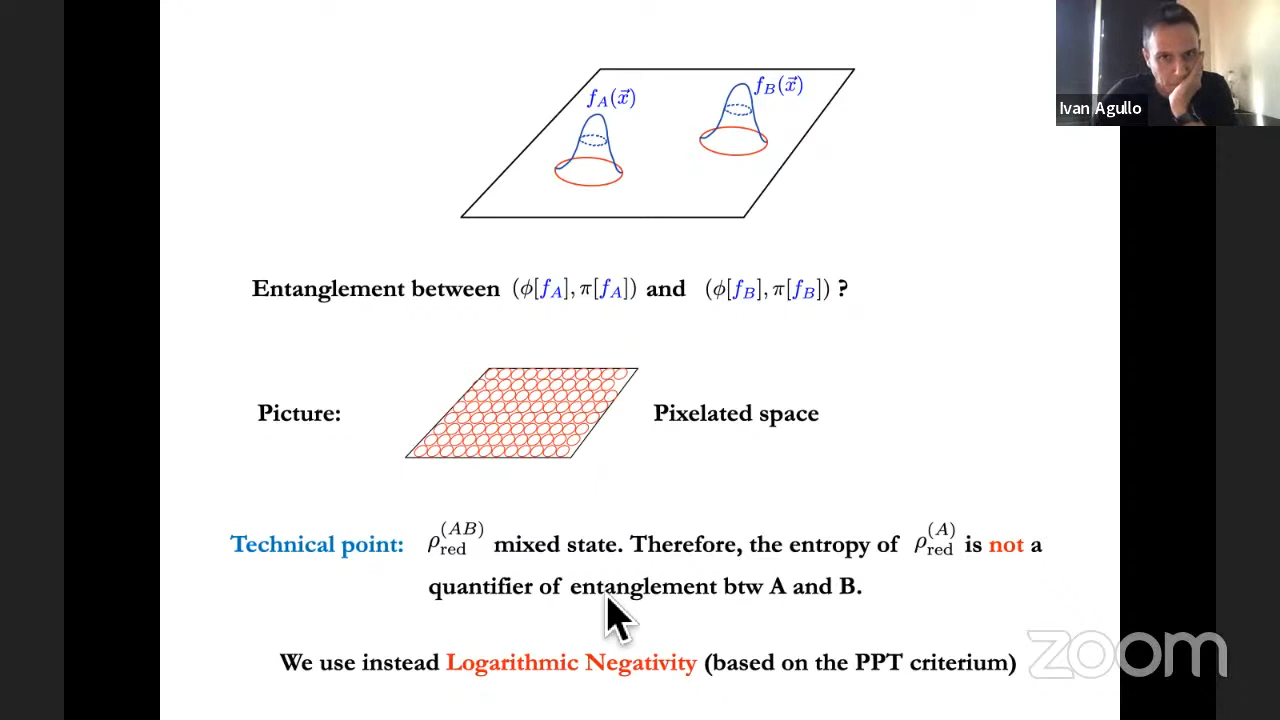 f_A(x⃗)
f_B(x⃗)
Ivan Agullo
Entanglement between (ϕ[f_A], π[f_A]) and (ϕ[f_B], π[f_B]) ?
Picture:
Pixelated space
Technical point: ρ_red^(AB) mixed state. Therefore, the entropy of ρ_red^(A) is not a
quantifier of entanglement btw A and B.
We use instead Logarithmic Negativity (based on the PPT criterium)
zoom